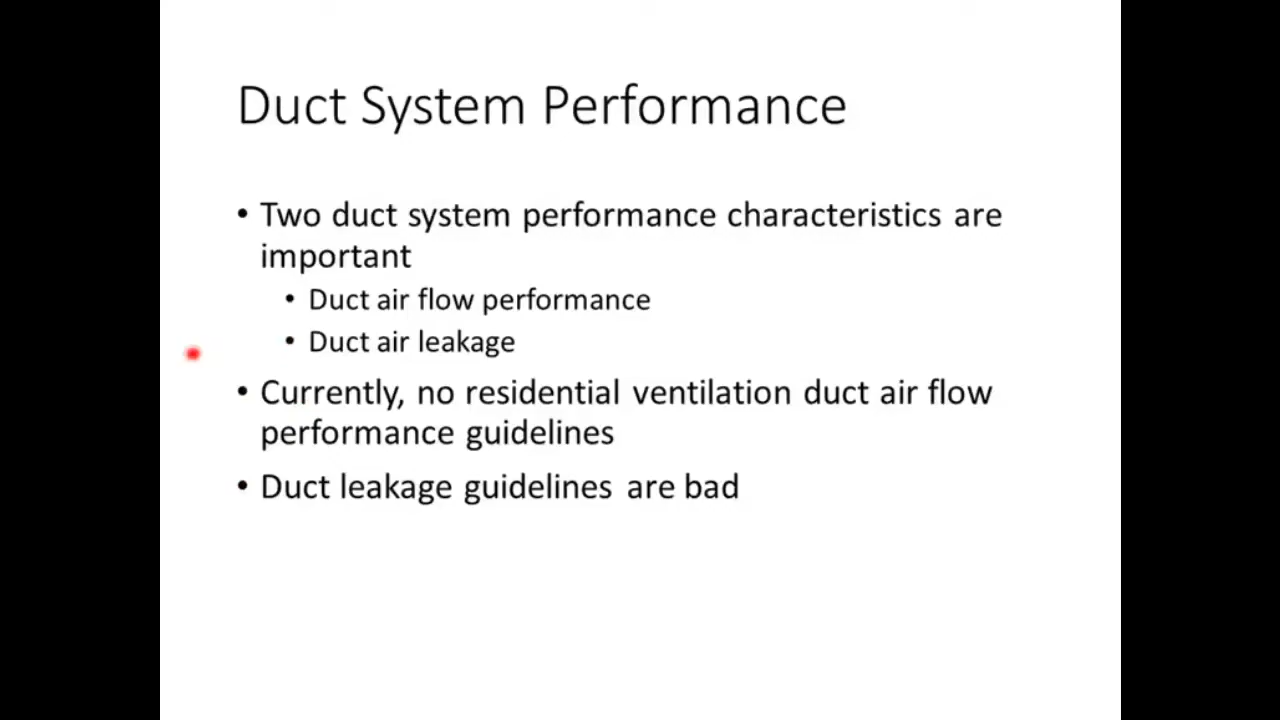 Duct System Performance
• Two duct system performance characteristics are
important
• Duct air flow performance
• Duct air leakage
• Currently, no residential ventilation duct air flow
performance guidelines
• Duct leakage guidelines are bad